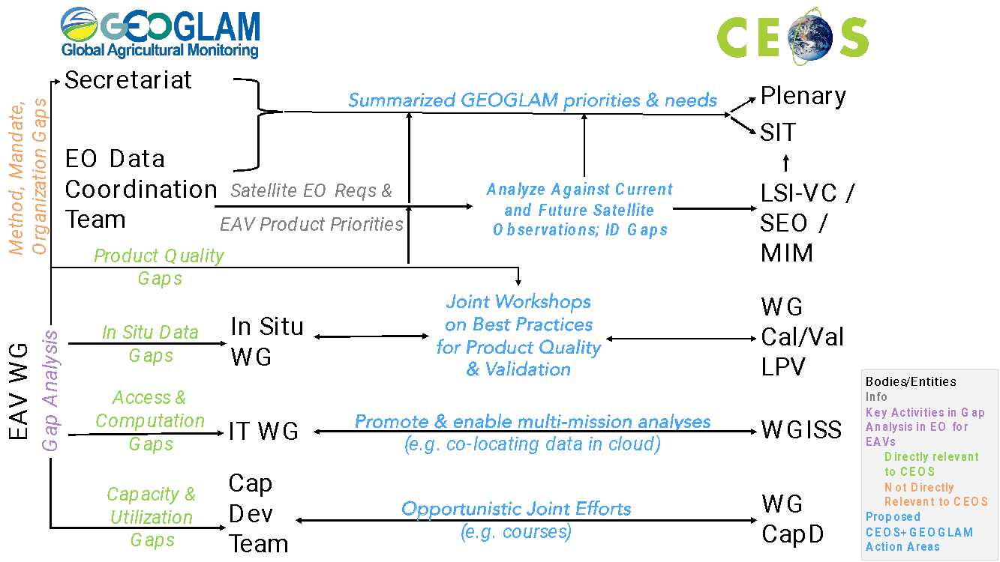 GEOGLAM
Global Agricultural Monitoring
CEOS
Secretariat
Method, Mandate,
Organization Gaps
Summarized GEOGLAM priorities & needs
Plenary
SIT
EO Data
Coordination
Team
Satellite EO Reqs &
EAV Product Priorities
Analyze Against Current
and Future Satellite
Observations; ID Gaps
LSI-VC /
SEO /
MIM
Product Quality
Gaps
EAV WG
Gap Analysis
In Situ Data
Gaps
In Situ
WG
Joint Workshops
on Best Practices
for Product Quality
& Validation
WG
Cal/Val
LPV
Access &
Computation
Gaps
IT WG
Promote & enable multi-mission analyses
(e.g. co-locating data in cloud)
WGISS
Capacity &
Utilization
Gaps
Cap
Dev
Team
Opportunistic Joint Efforts
(e.g. courses)
WG
CapD
Bodies/Entities
Info
Key Activities in Gap
Analysis in EO for
EAVs
Directly relevant
to CEOS
Not Directly
Relevant to CEOS
Proposed
CEOS+GEOGLAM
Action Areas